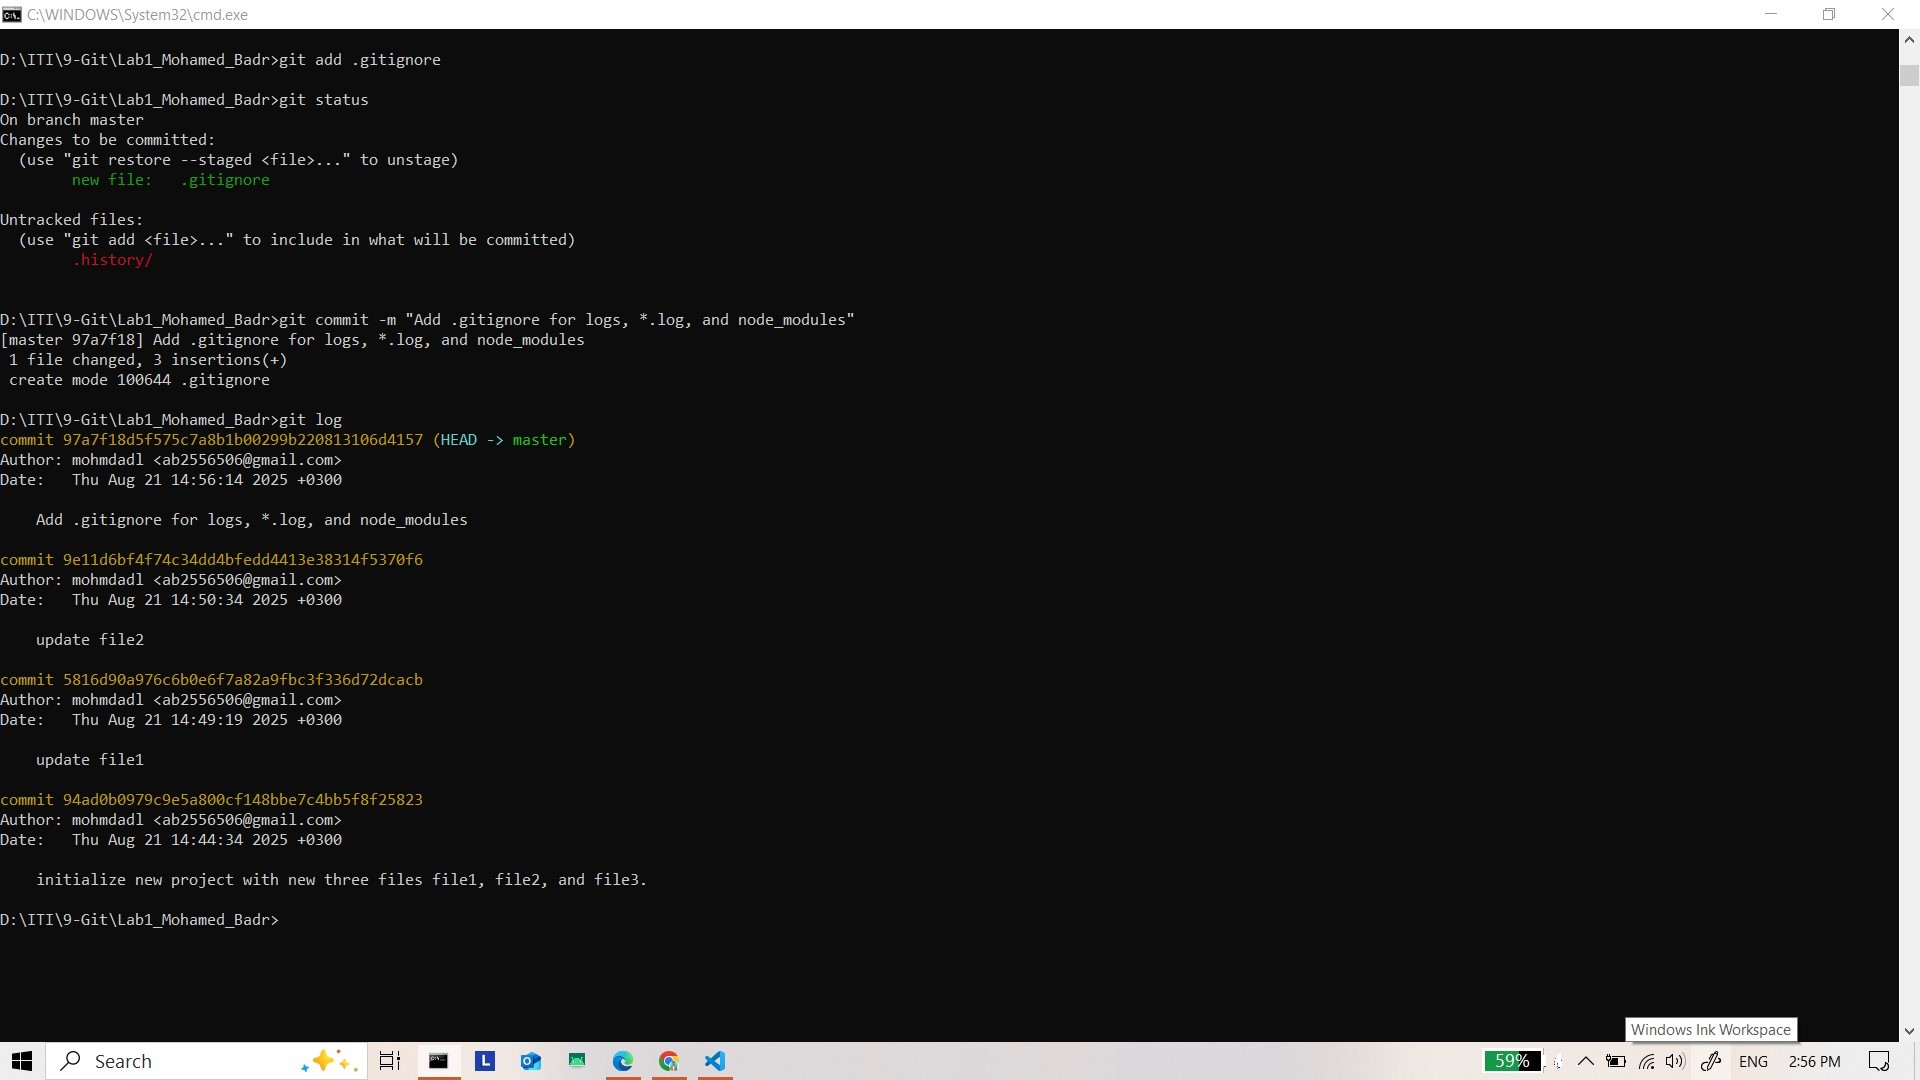 C:\WINDOWS\System32\cmd.exe
D:\ITI\9-Git\Lab1_Mohamed_Badr>git add .gitignore
D:\ITI\9-Git\Lab1_Mohamed_Badr>git status
On branch master
Changes to be committed:
  (use "git restore --staged <file>..." to unstage)
        new file:   .gitignore
Untracked files:
  (use "git add <file>..." to include in what will be committed)
        .history/
D:\ITI\9-Git\Lab1_Mohamed_Badr>git commit -m "Add .gitignore for logs, *.log, and node_modules"
[master 97a7f18] Add .gitignore for logs, *.log, and node_modules
 1 file changed, 3 insertions(+)
 create mode 100644 .gitignore
D:\ITI\9-Git\Lab1_Mohamed_Badr>git log
commit 97a7f18d5f575c7a8b1b00299b220813106d4157 (HEAD -> master)
Author: mohmdadl <ab2556506@gmail.com>
Date:   Thu Aug 21 14:56:14 2025 +0300
    Add .gitignore for logs, *.log, and node_modules
commit 9e11d6bf4f74c34dd4bfedd4413e38314f5370f6
Author: mohmdadl <ab2556506@gmail.com>
Date:   Thu Aug 21 14:50:34 2025 +0300
    update file2
commit 5816d90a976c6b0e6f7a82a9fbc3f336d72dcacb
Author: mohmdadl <ab2556506@gmail.com>
Date:   Thu Aug 21 14:49:19 2025 +0300
    update file1
commit 94ad0b0979c9e5a800cf148bbe7c4bb5f8f25823
Author: mohmdadl <ab2556506@gmail.com>
Date:   Thu Aug 21 14:44:34 2025 +0300
    initialize new project with new three files file1, file2, and file3.
D:\ITI\9-Git\Lab1_Mohamed_Badr>
Windows Ink Workspace
Search
L
59%
ENG
2:56 PM